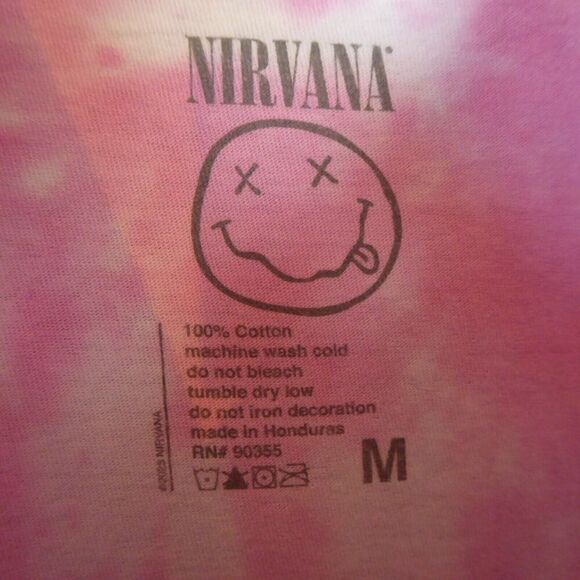 NIRVANA
100% Cotton
machine wash cold
do not bleach
tumble dry low
do not iron decoration
made in Honduras
RN# 90355
M